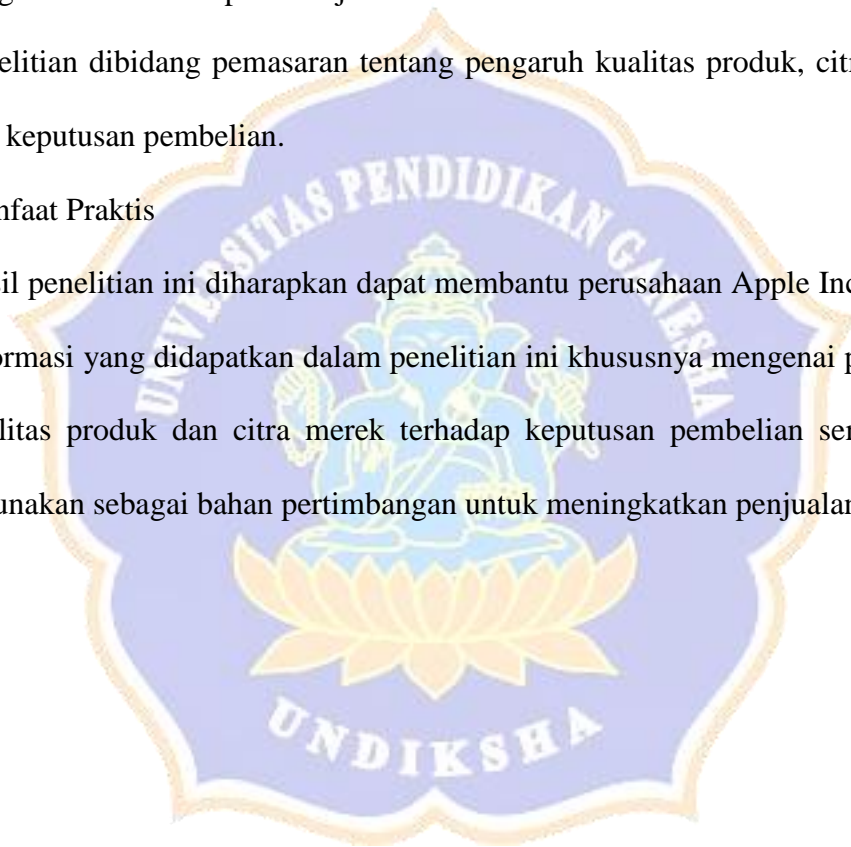 elitian dibidang pemasaran tentang pengaruh kualitas produk, citr
keputusan pembelian.
nfaat Praktis
sil penelitian ini diharapkan dapat membantu perusahaan Apple Inc
ormasi yang didapatkan dalam penelitian ini khususnya mengenai p
litas produk dan citra merek terhadap keputusan pembelian ser
unakan sebagai bahan pertimbangan untuk meningkatkan penjualan
UNIVERSITAS PENDIDIKAN GANESHA
UNDIKSHA